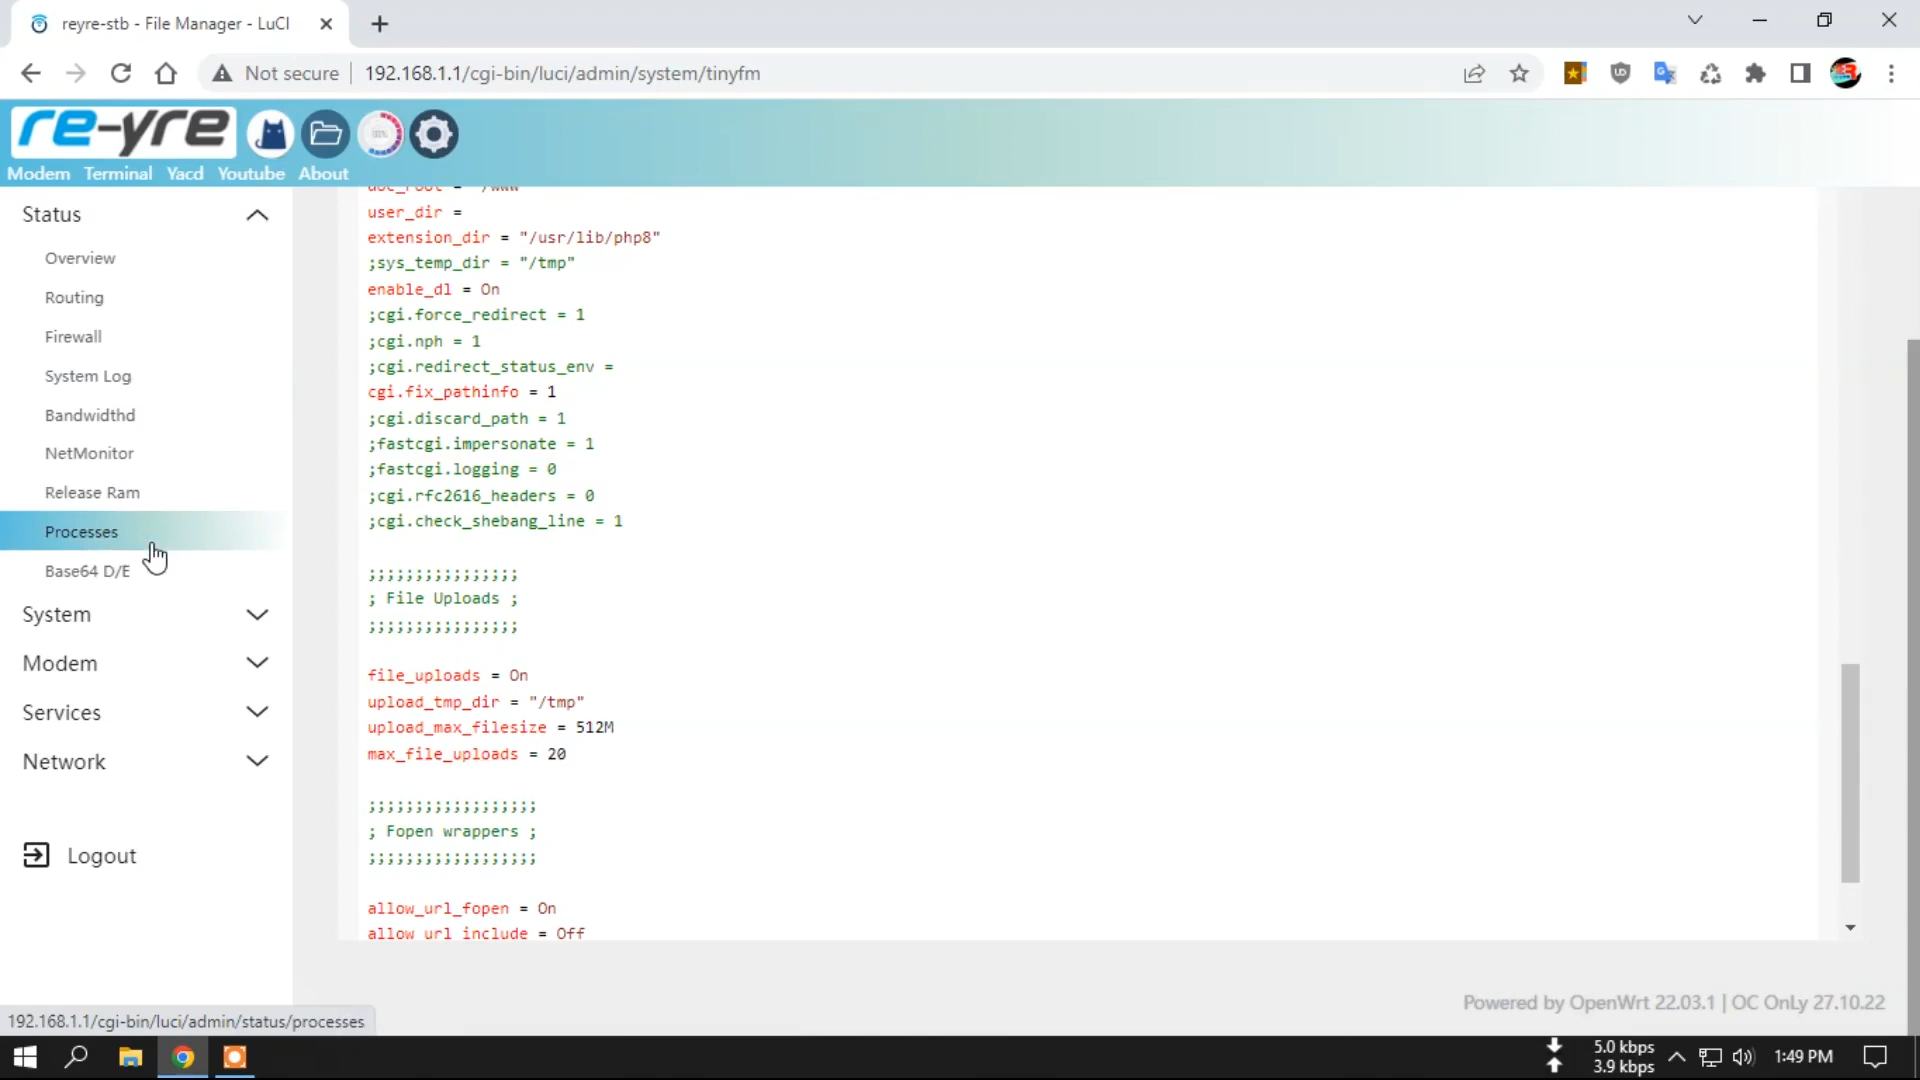 reyre-stb - File Manager - LuCI
Not secure
192.168.1.1/cgi-bin/luci/admin/system/tinyfm
re-yre
Modem Terminal Yacd Youtube About
Status
Overview
Routing
Firewall
System Log
Bandwidthd
NetMonitor
Release Ram
Processes
Base64 D/E
System
Modem
Services
Network
Logout
doc_root = "/www"
user_dir =
extension_dir = "/usr/lib/php8"
;sys_temp_dir = "/tmp"
enable_dl = On
;cgi.force_redirect = 1
;cgi.nph = 1
;cgi.redirect_status_env =
cgi.fix_pathinfo = 1
;cgi.discard_path = 1
;fastcgi.impersonate = 1
;fastcgi.logging = 0
;cgi.rfc2616_headers = 0
;cgi.check_shebang_line = 1
;;;;;;;;;;;;;;;;
; File Uploads ;
;;;;;;;;;;;;;;;;
file_uploads = On
upload_tmp_dir = "/tmp"
upload_max_filesize = 512M
max_file_uploads = 20
;;;;;;;;;;;;;;;;;;
; Fopen wrappers ;
;;;;;;;;;;;;;;;;;;
allow_url_fopen = On
allow_url_include = Off
Powered by OpenWrt 22.03.1 | OC OnLy 27.10.22
192.168.1.1/cgi-bin/luci/admin/status/processes
5.0 kbps
3.9 kbps
1:49 PM